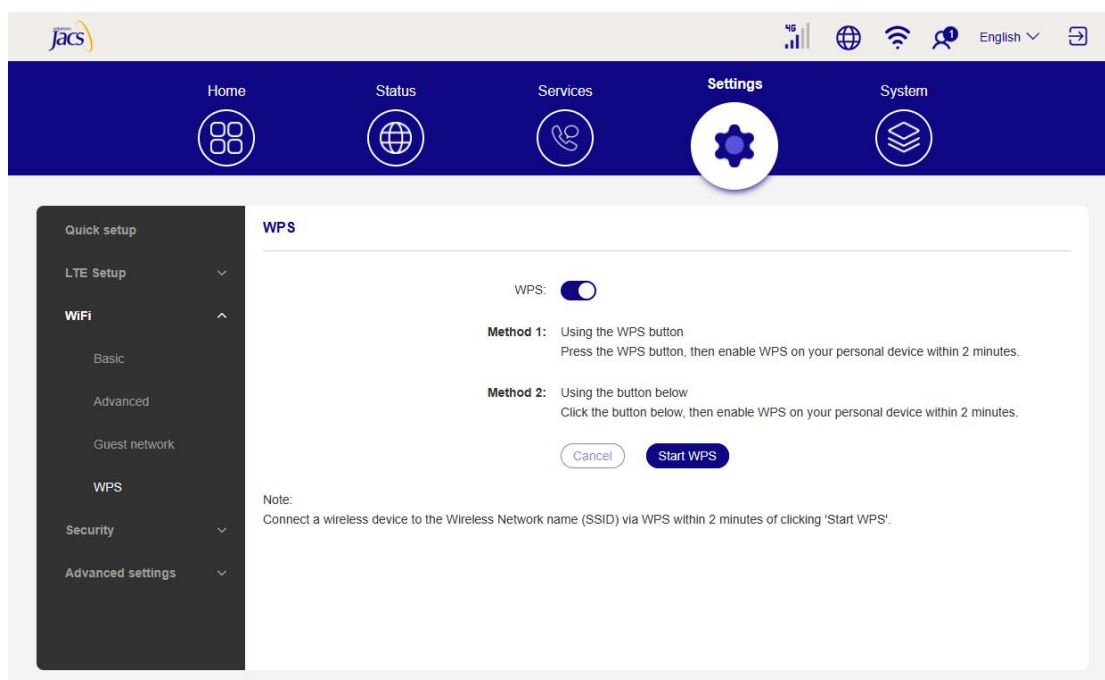 jacs
4G
1
English
Home
Status
Services
Settings
System
Quick setup
LTE Setup
WiFi
Basic
Advanced
Guest network
WPS
Security
Advanced settings
WPS
WPS:
Method 1: Using the WPS button
Press the WPS button, then enable WPS on your personal device within 2 minutes.
Method 2: Using the button below
Click the button below, then enable WPS on your personal device within 2 minutes.
Cancel
Start WPS
Note:
Connect a wireless device to the Wireless Network name (SSID) via WPS within 2 minutes of clicking 'Start WPS'.